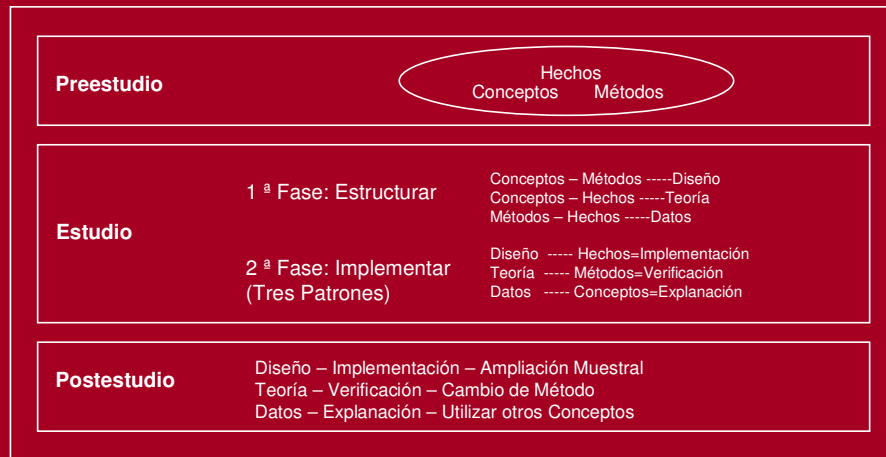 Preestudio
Hechos
Conceptos Métodos
Estudio
1 ª Fase: Estructurar
Conceptos – Métodos -----Diseño
Conceptos – Hechos -----Teoría
Métodos – Hechos -----Datos
2 ª Fase: Implementar
(Tres Patrones)
Diseño ----- Hechos=Implementación
Teoría ----- Métodos=Verificación
Datos ----- Conceptos=Explanación
Postestudio
Diseño – Implementación – Ampliación Muestral
Teoría – Verificación – Cambio de Método
Datos – Explanación – Utilizar otros Conceptos